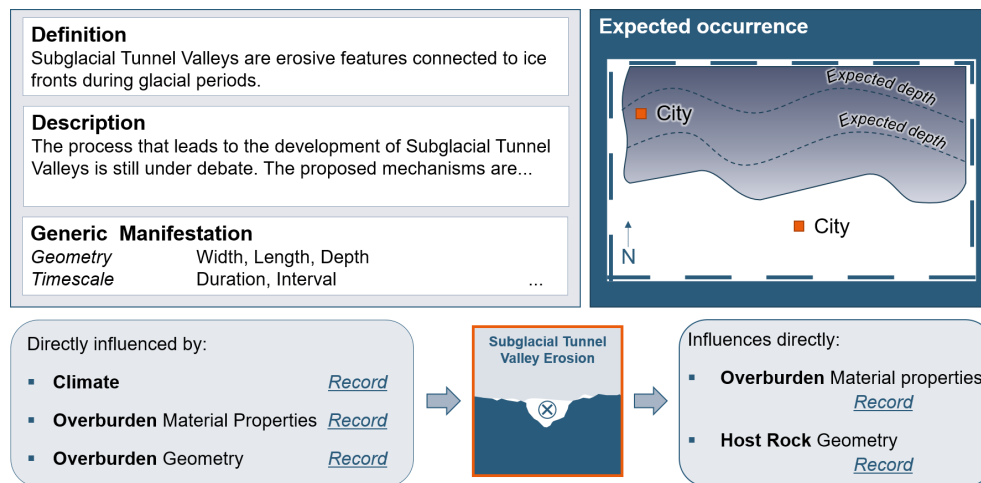 Definition
Subglacial Tunnel Valleys are erosive features connected to ice
fronts during glacial periods.
Description
The process that leads to the development of Subglacial Tunnel
Valleys is still under debate. The proposed mechanisms are...
Generic Manifestation
Geometry Width, Length, Depth
Timescale Duration, Interval ...
Expected occurrence
Expected depth
Expected depth
City
City
N
Directly influenced by:
▪ Climate Record
▪ Overburden Material Properties Record
▪ Overburden Geometry Record
Subglacial Tunnel
Valley Erosion
Influences directly:
▪ Overburden Material properties
Record
▪ Host Rock Geometry
Record